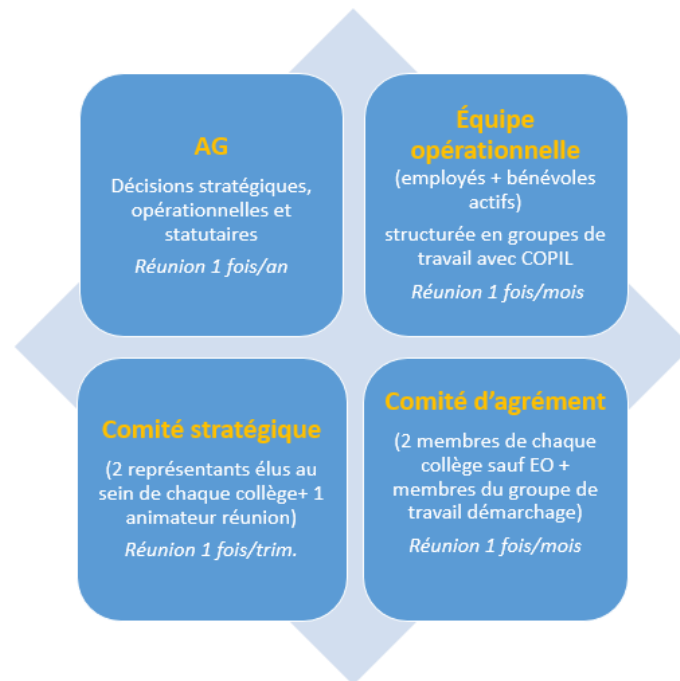 AG
Décisions stratégiques,
opérationnelles et
statutaires
Réunion 1 fois/an
Équipe
opérationnelle
(employés + bénévoles
actifs)
structurée en groupes de
travail avec COPIL
Réunion 1 fois/mois
Comité stratégique
(2 représentants élus au
sein de chaque collège+ 1
animateur réunion)
Réunion 1 fois/trim.
Comité d’agrément
(2 membres de chaque
collège sauf EO +
membres du groupe de
travail démarchage)
Réunion 1 fois/mois